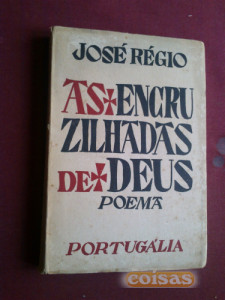 JOSÉ RÉGIO
AS ENCRU
ZILHADAS
DE DEUS
POEMA
PORTUGÁLIA
coisas